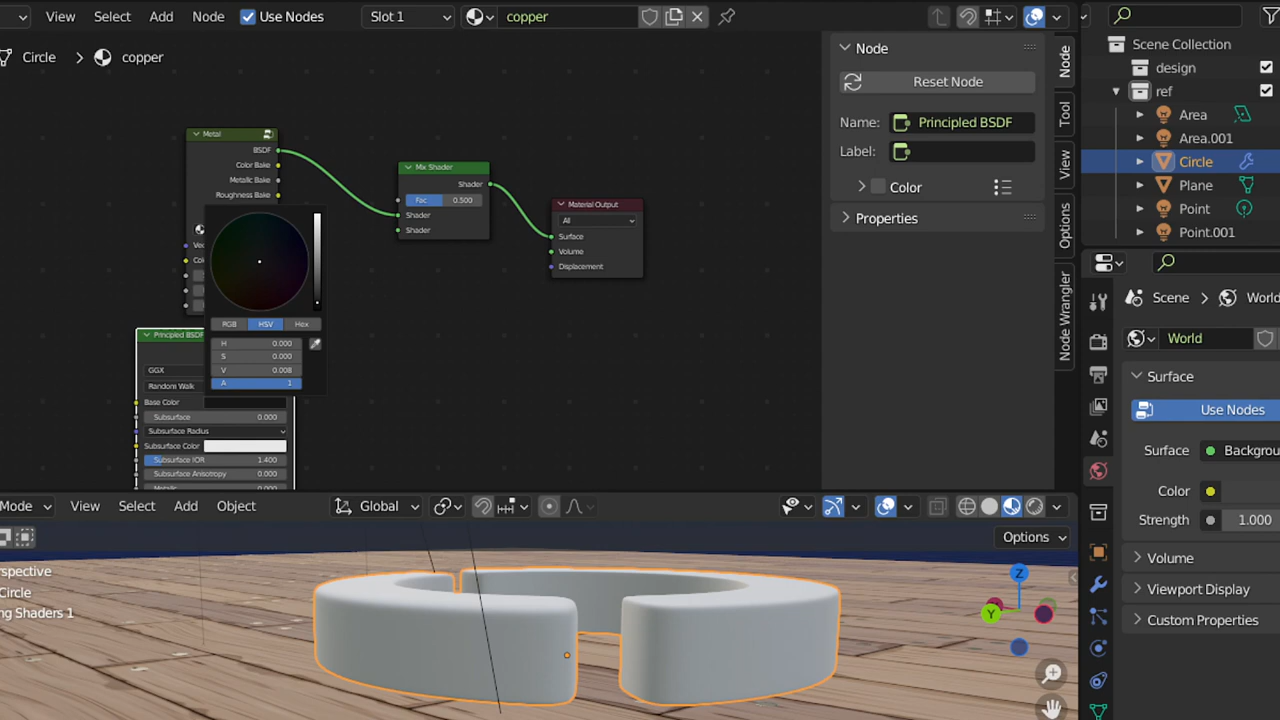 View Select Add Node Use Nodes Slot 1 copper
Circle > copper
Metal
BSDF
Color Bake
Metallic Bake
Roughness Bake
RGB HSV Hex
H 0.000
S 0.000
V 0.008
A 1
Principled BSDF
GGX
Random Walk
Base Color
Subsurface 0.000
Subsurface Radius
Subsurface Color
Subsurface IOR 1.400
Subsurface Anisotropy 0.000
Mix Shader
Shader
Fac 0.500
Shader
Shader
Material Output
All
Surface
Volume
Displacement
Node
Reset Node
Name: Principled BSDF
Label:
Color
Properties
Node
Tool
View
Options
Node Wrangler
Scene Collection
design
ref
Area
Area.001
Circle
Plane
Point
Point.001
Scene > World
World
Surface
Use Nodes
Surface Backgrou
Color
Strength 1.000
Volume
Viewport Display
Custom Properties
Mode View Select Add Object Global
Options
spective
Circle
ng Shaders 1
Z
Y